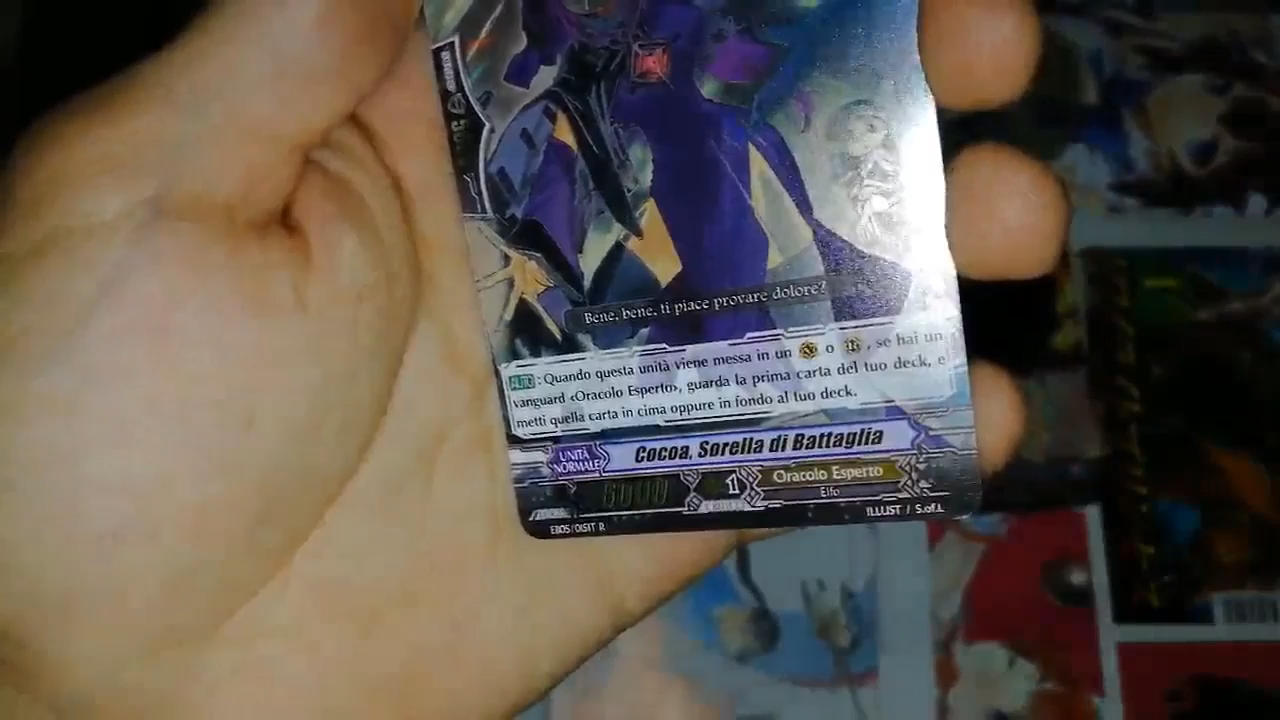 Bene, bene, ti piace provare dolore?
AUTO : Quando questa unità viene messa in un o , se hai un
vanguard «Oracolo Esperto», guarda la prima carta del tuo deck, e
metti quella carta in cima oppure in fondo al tuo deck.
UNITÀ
NORMALE
Cocoa, Sorella di Battaglia
6000
1
Oracolo Esperto
Elfo
EB05/015IT R
ILLUST / S.of.L